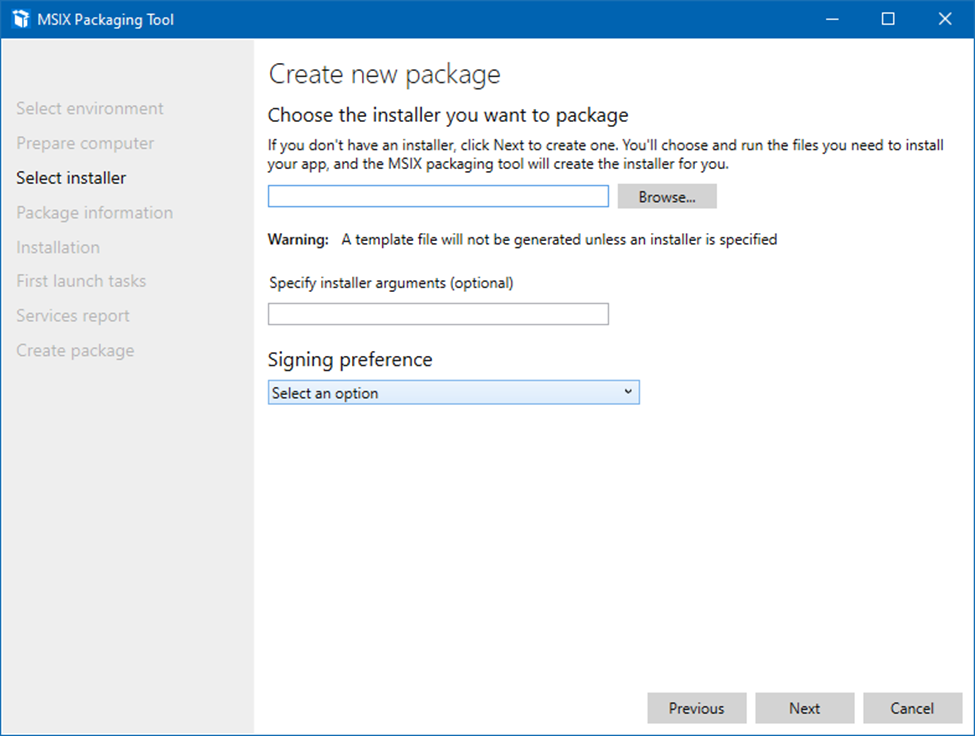 MSIX Packaging Tool
Select environment
Prepare computer
Select installer
Package information
Installation
First launch tasks
Services report
Create package
Create new package
Choose the installer you want to package
If you don't have an installer, click Next to create one. You'll choose and run the files you need to install
your app, and the MSIX packaging tool will create the installer for you.
Browse...
Warning: A template file will not be generated unless an installer is specified
Specify installer arguments (optional)
Signing preference
Select an option
Previous Next Cancel